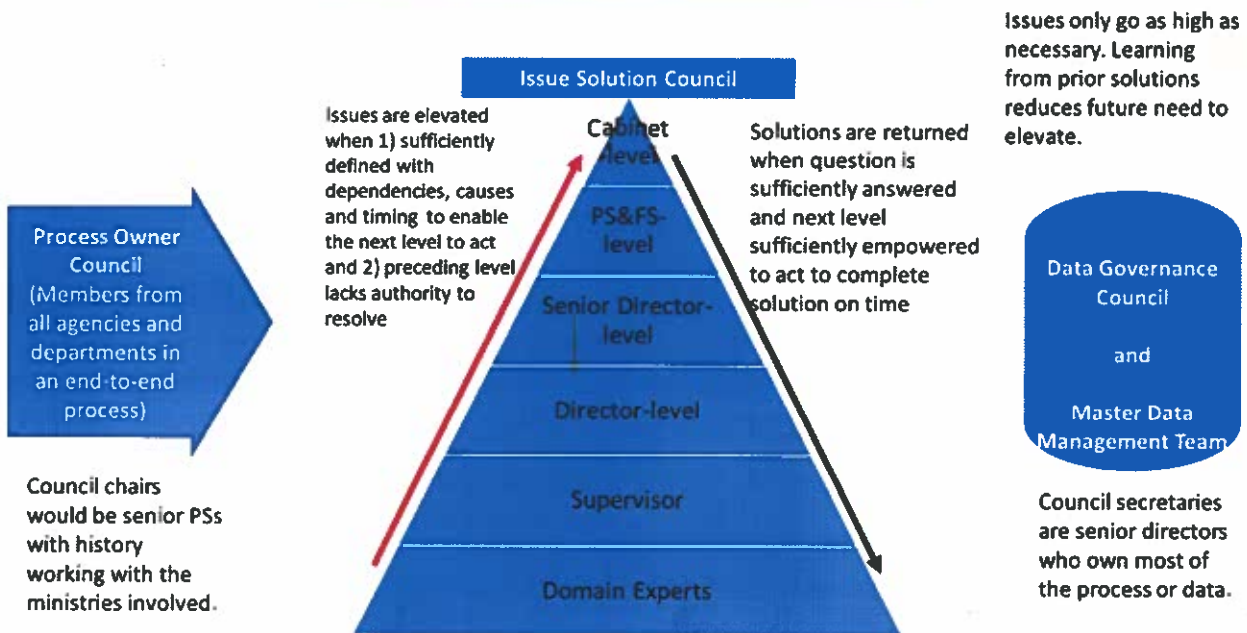 Issue Solution Council
Issues only go as high as
necessary. Learning
from prior solutions
reduces future need to
elevate.
Issues are elevated
when 1) sufficiently
defined with
dependencies, causes
and timing to enable
the next level to act
and 2) preceding level
lacks authority to
resolve
Cabinet
-level
PS&FS-
level
Senior Director-
level
Director-level
Supervisor
Domain Experts
Solutions are returned
when question is
sufficiently answered
and next level
sufficiently empowered
to act to complete
solution on time
Process Owner
Council
(Members from
all agencies and
departments in
an end-to-end
process)
Council chairs
would be senior PSs
with history
working with the
ministries involved.
Data Governance
Council
and
Master Data
Management Team
Council secretaries
are senior directors
who own most of
the process or data.